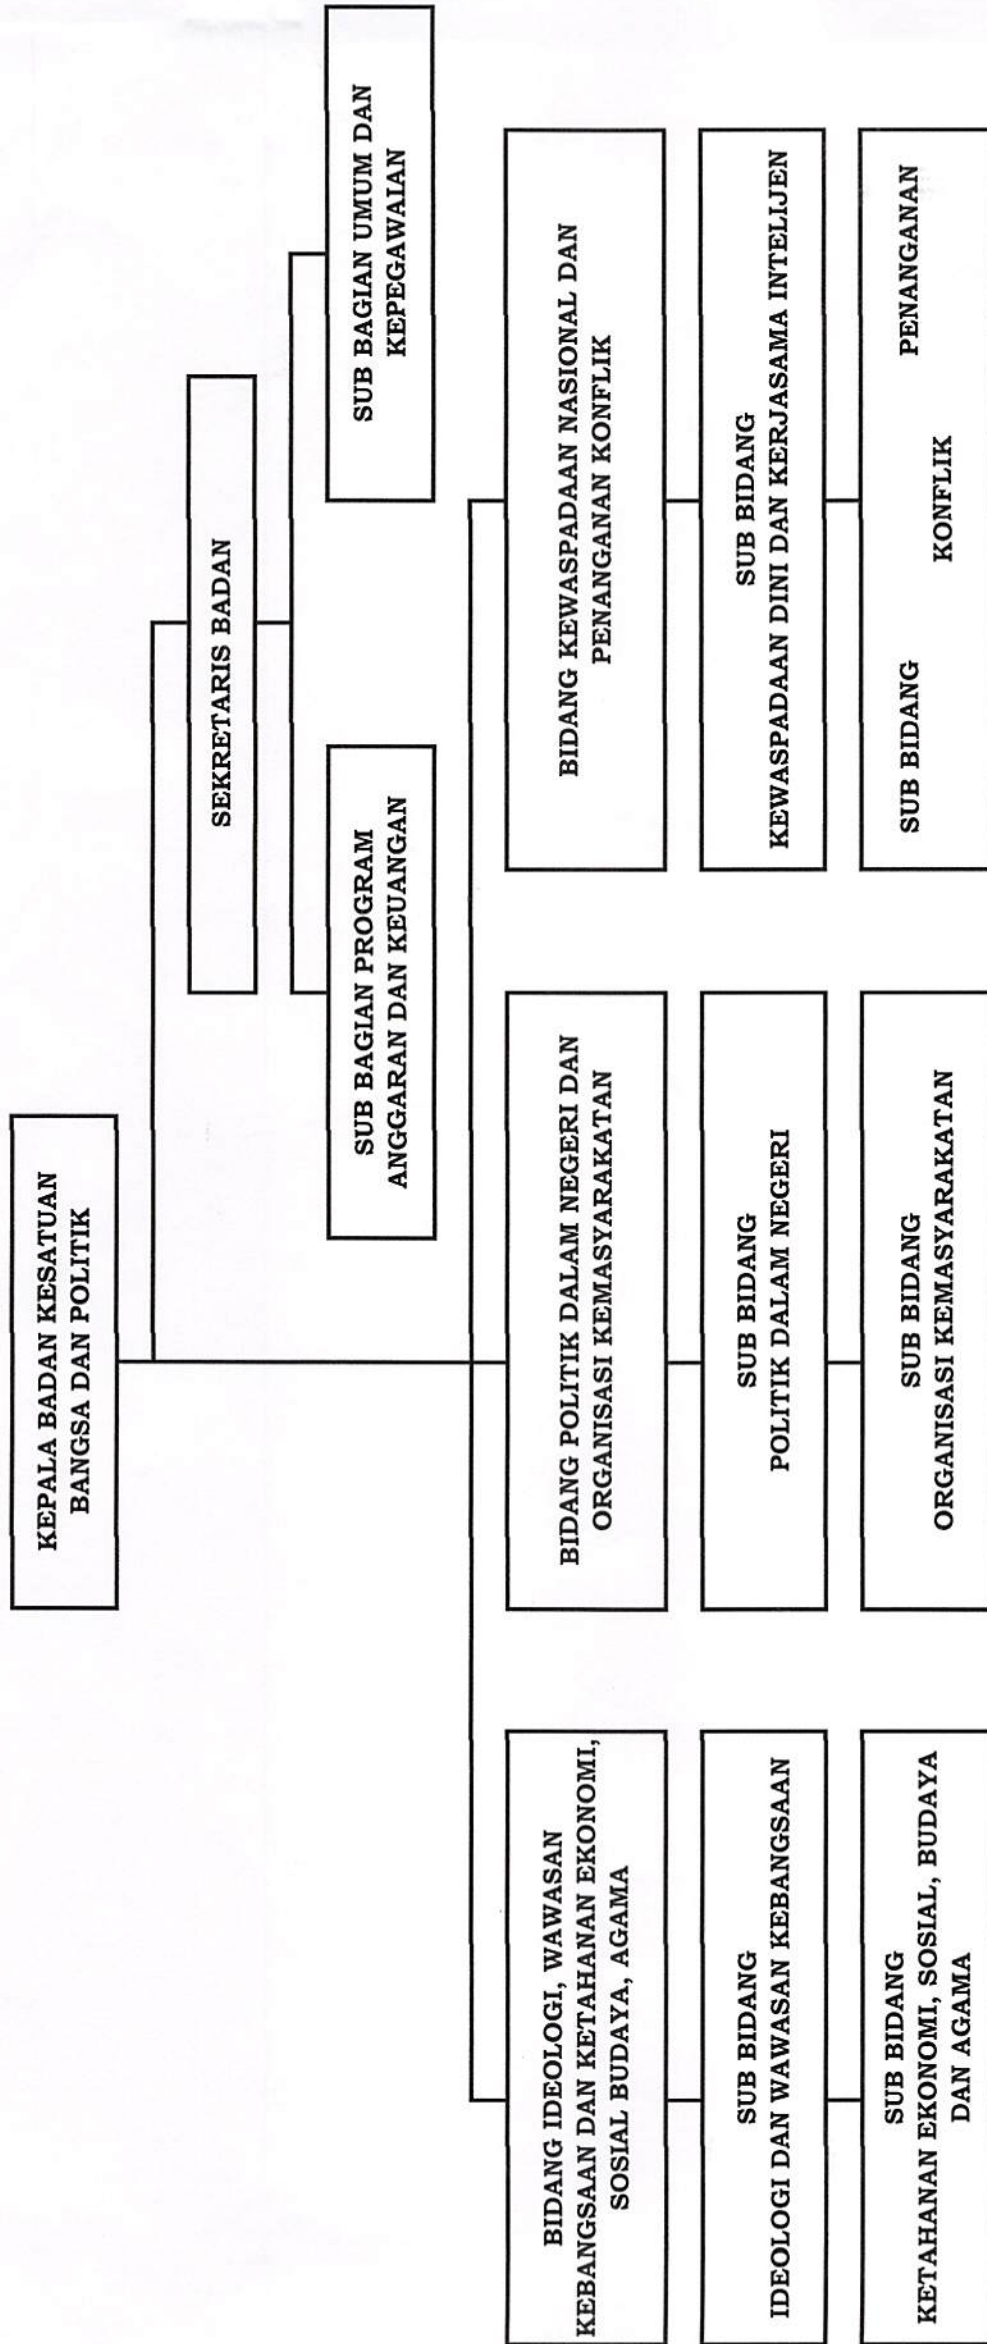 KEPALA BADAN KESATUAN
BANGSA DAN POLITIK
SEKRETARIS BADAN
SUB BAGIAN PROGRAM
ANGGARAN DAN KEUANGAN
SUB BAGIAN UMUM DAN
KEPEGAWAIAN
BIDANG IDEOLOGI, WAWASAN
KEBANGSAAN DAN KETAHANAN EKONOMI,
SOSIAL BUDAYA, AGAMA
SUB BIDANG
IDEOLOGI DAN WAWASAN KEBANGSAAN
SUB BIDANG
KETAHANAN EKONOMI, SOSIAL, BUDAYA
DAN AGAMA
BIDANG POLITIK DALAM NEGERI DAN
ORGANISASI KEMASYARAKATAN
SUB BIDANG
POLITIK DALAM NEGERI
SUB BIDANG
ORGANISASI KEMASYARAKATAN
BIDANG KEWASPADAAN NASIONAL DAN
PENANGANAN KONFLIK
SUB BIDANG
KEWASPADAAN DINI DAN KERJASAMA INTELIJEN
SUB BIDANG PENANGANAN
KONFLIK